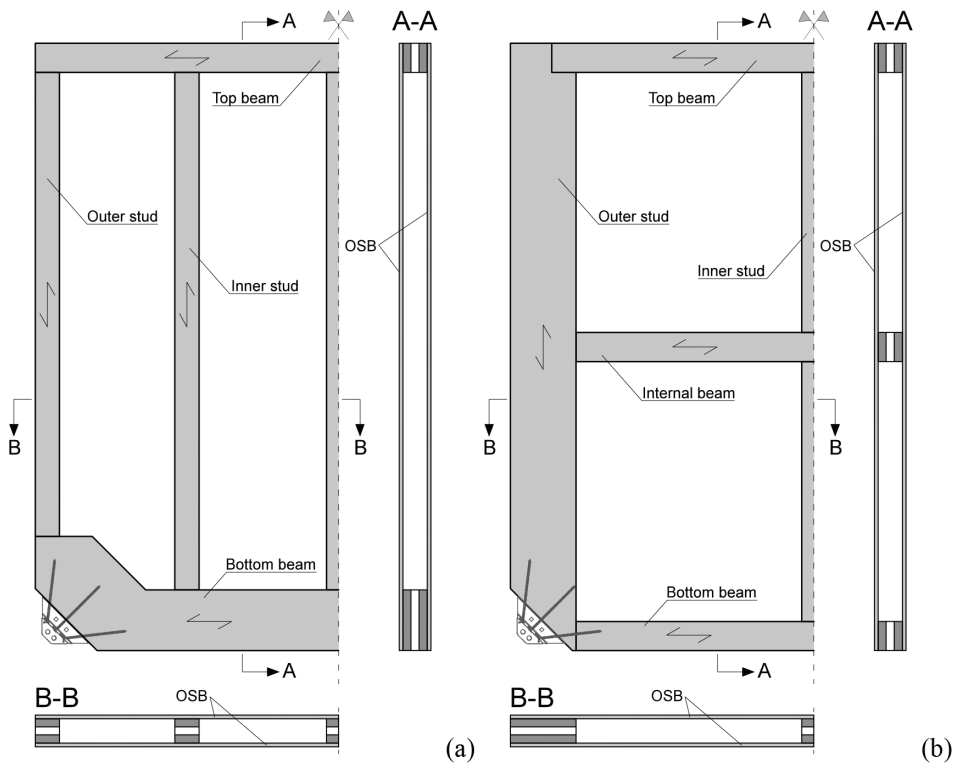 A
A-A
Top beam
Outer stud
OSB
Inner stud
B
B
Bottom beam
A
B-B
OSB
(a)
A
A-A
Top beam
Outer stud
OSB
Inner stud
Internal beam
B
B
Bottom beam
A
B-B
OSB
(b)